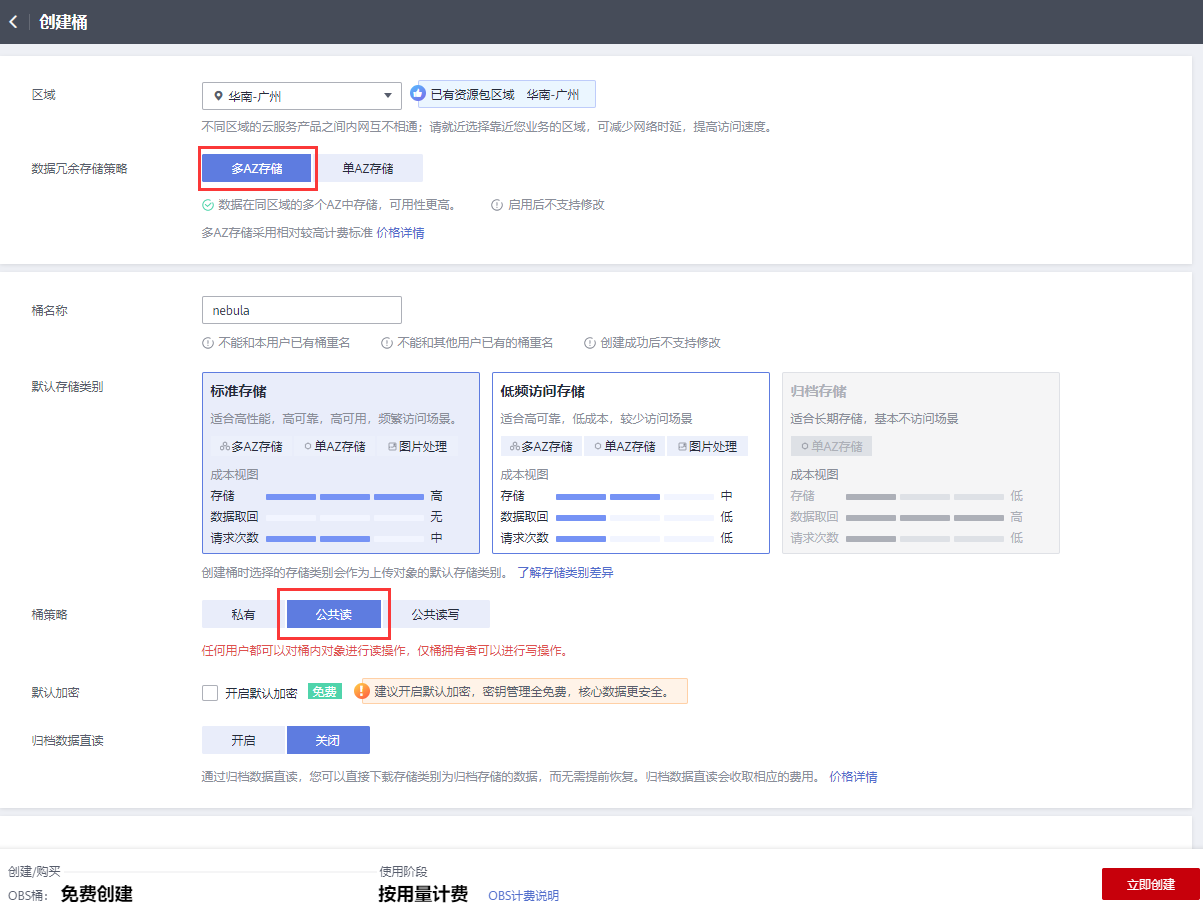 创建桶
区域 华南-广州 已有资源包区域 华南-广州
不同区域的云服务产品之间内网互不相通；请就近选择靠近您业务的区域，可减少网络时延，提高访问速度。
数据冗余存储策略 多AZ存储 单AZ存储
数据在同区域的多个AZ中存储，可用性更高。 启用后不支持修改
多AZ存储采用相对较高计费标准 价格详情
桶名称 nebula
不能和本用户已有桶重名 不能和其他用户已有的桶重名 创建成功后不支持修改
默认存储类别
标准存储
适合高性能，高可靠，高可用，频繁访问场景。
多AZ存储 单AZ存储 图片处理
成本视图
存储 高
数据取回 无
请求次数 中
低频访问存储
适合高可靠，低成本，较少访问场景
多AZ存储 单AZ存储 图片处理
成本视图
存储 中
数据取回 低
请求次数 低
归档存储
适合长期存储，基本不访问场景
单AZ存储
成本视图
存储 低
数据取回 高
请求次数 低
创建桶时选择的存储类别会作为上传对象的默认存储类别。 了解存储类别差异
桶策略 私有 公共读 公共读写
任何用户都可以对桶内对象进行读操作，仅桶拥有者可以进行写操作。
默认加密 开启默认加密 免费 建议开启默认加密，密钥管理全免费，核心数据更安全。
归档数据直读 开启 关闭
通过归档数据直读，您可以直接下载存储类别为归档存储的数据，而无需提前恢复。归档数据直读会收取相应的费用。 价格详情
创建/购买 使用阶段
OBS桶: 免费创建 按用量计费 OBS计费说明 立即创建